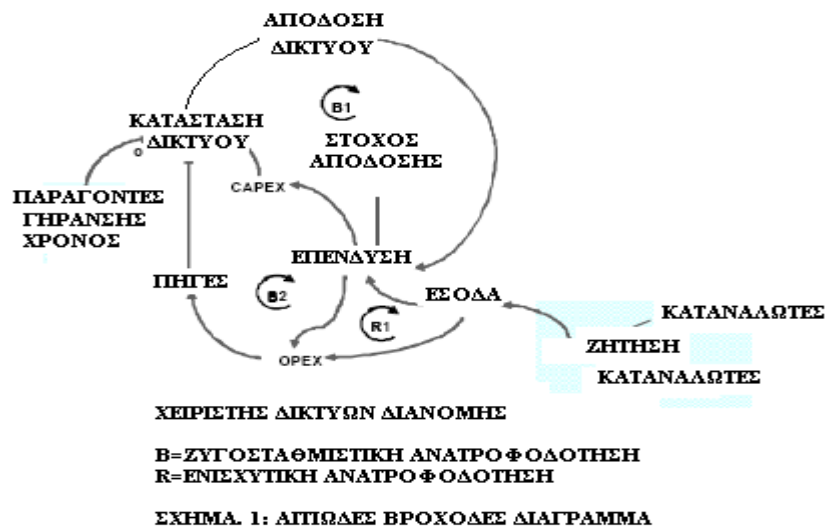 ΑΠΟΔΟΣΗ
ΔΙΚΤΥΟΥ
B1
ΚΑΤΑΣΤΑΣΗ
ΔΙΚΤΥΟΥ
o
ΣΤΟΧΟΣ
ΑΠΟΔΟΣΗΣ
CAPEX
ΠΑΡΑΓΟΝΤΕΣ
ΓΗΡΑΝΣΗΣ
ΧΡΟΝΟΣ
ΕΠΕΝΔΥΣΗ
ΠΗΓΕΣ
B2
ΕΣΟΔΑ
R1
ΚΑΤΑΝΑΛΩΤΕΣ
ΖΗΤΗΣΗ
OPEX
ΚΑΤΑΝΑΛΩΤΕΣ
ΧΕΙΡΙΣΤΗΣ ΔΙΚΤΥΩΝ ΔΙΑΝΟΜΗΣ
Β=ΖΥΓΟΣΤΑΘΜΙΣΤΙΚΗ ΑΝΑΤΡΟΦΟΔΟΤΗΣΗ
R=ΕΝΙΣΧΥΤΙΚΗ ΑΝΑΤΡΟΦΟΔΟΤΗΣΗ
ΣΧΗΜΑ. 1: ΑΙΤΙΩΔΕΣ ΒΡΟΧΟΔΕΣ ΔΙΑΓΡΑΜΜΑ